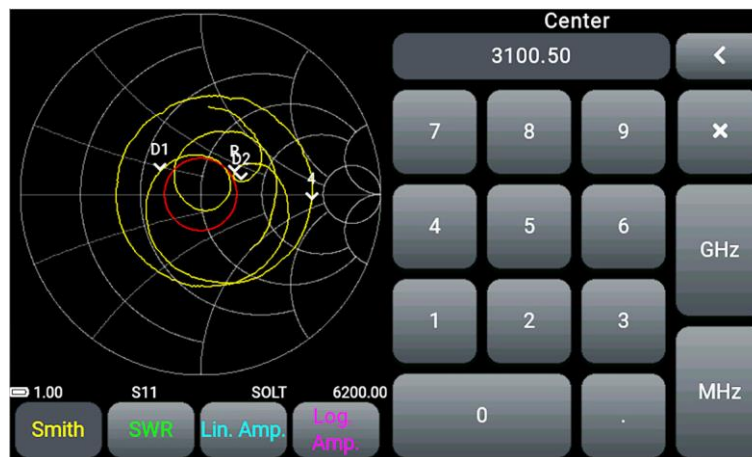 Center
3100.50
7 8 9
4 5 6
GHz
1 2 3
MHz
0 .
D1
R
D2
4
1.00 S11 SOLT 6200.00
Smith SWR Lin. Amp. Log
Amp.